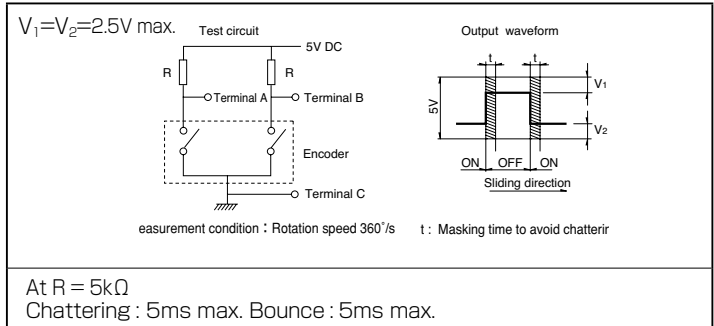 V₁=V₂=2.5V max.
Test circuit
Output waveform
5V DC
R
R
Terminal A
Terminal B
Encoder
Terminal C
t
t
V₁
5V
V₂
ON OFF ON
Sliding direction
easurement condition : Rotation speed 360˚/s
t : Masking time to avoid chatterir
At R = 5kΩ
Chattering : 5ms max. Bounce : 5ms max.